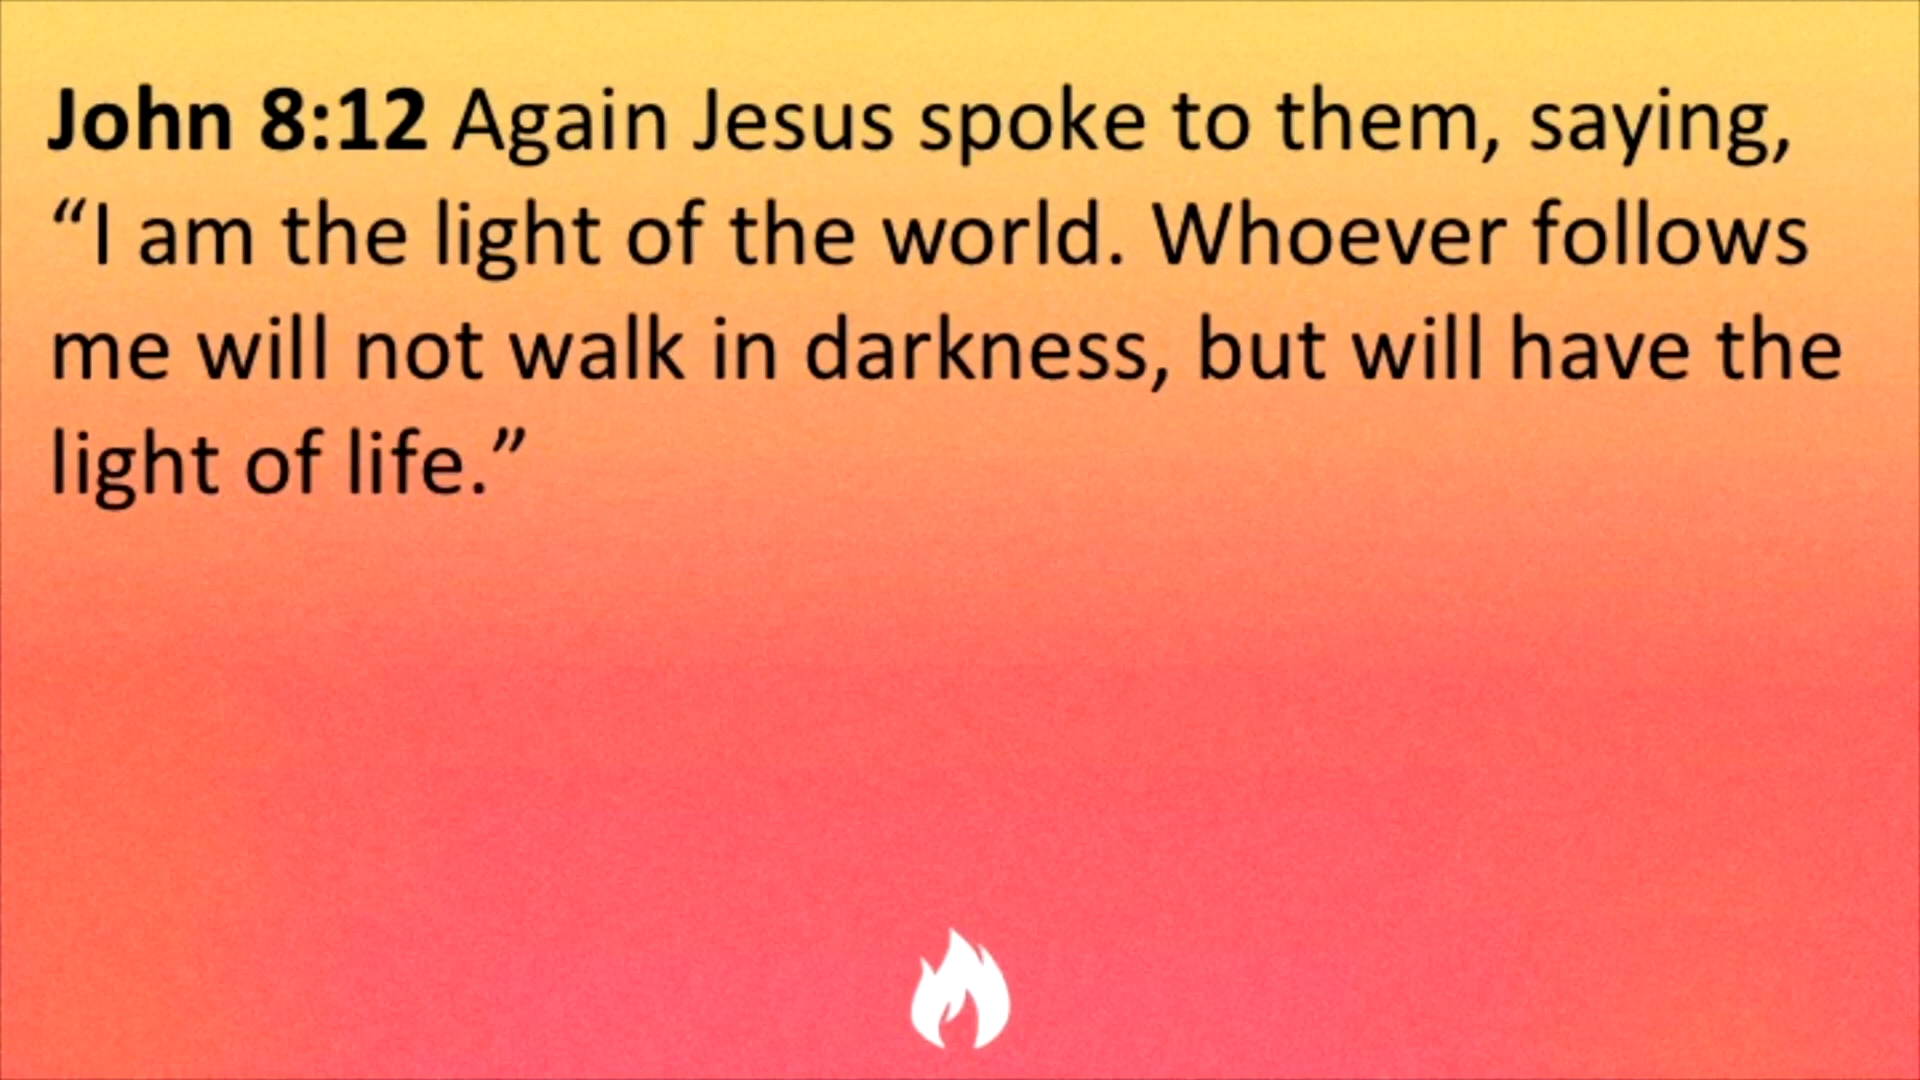 John 8:12 Again Jesus spoke to them, saying,
“I am the light of the world. Whoever follows
me will not walk in darkness, but will have the
light of life.”